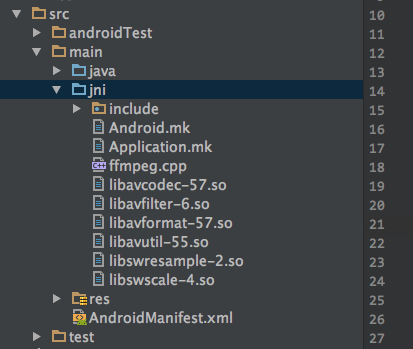 src
10
androidTest
11
main
12
java
13
jni
14
include
15
Android.mk
16
Application.mk
17
ffmpeg.cpp
18
libavcodec-57.so
19
libavfilter-6.so
20
libavformat-57.so
21
libavutil-55.so
22
libswresample-2.so
23
libswscale-4.so
24
res
25
AndroidManifest.xml
26
test
27